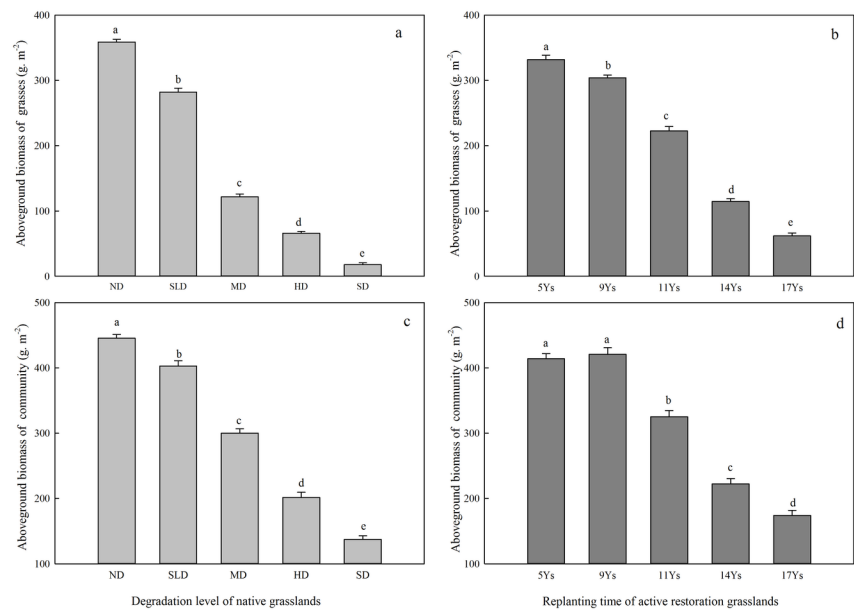 400
300
200
100
0
Aboveground biomass of grasses (g. m-2)
a
a
b
c
d
e
ND SLD MD HD SD
400
300
200
100
0
Aboveground biomass of grasses (g. m-2)
b
a
b
c
d
e
5Ys 9Ys 11Ys 14Ys 17Ys
500
400
300
200
100
Aboveground biomass of community (g. m-2)
c
a
b
c
d
e
ND SLD MD HD SD
Degradation level of native grasslands
500
400
300
200
100
Aboveground biomass of community (g. m-2)
d
a
a
b
c
d
5Ys 9Ys 11Ys 14Ys 17Ys
Replanting time of active restoration grasslands